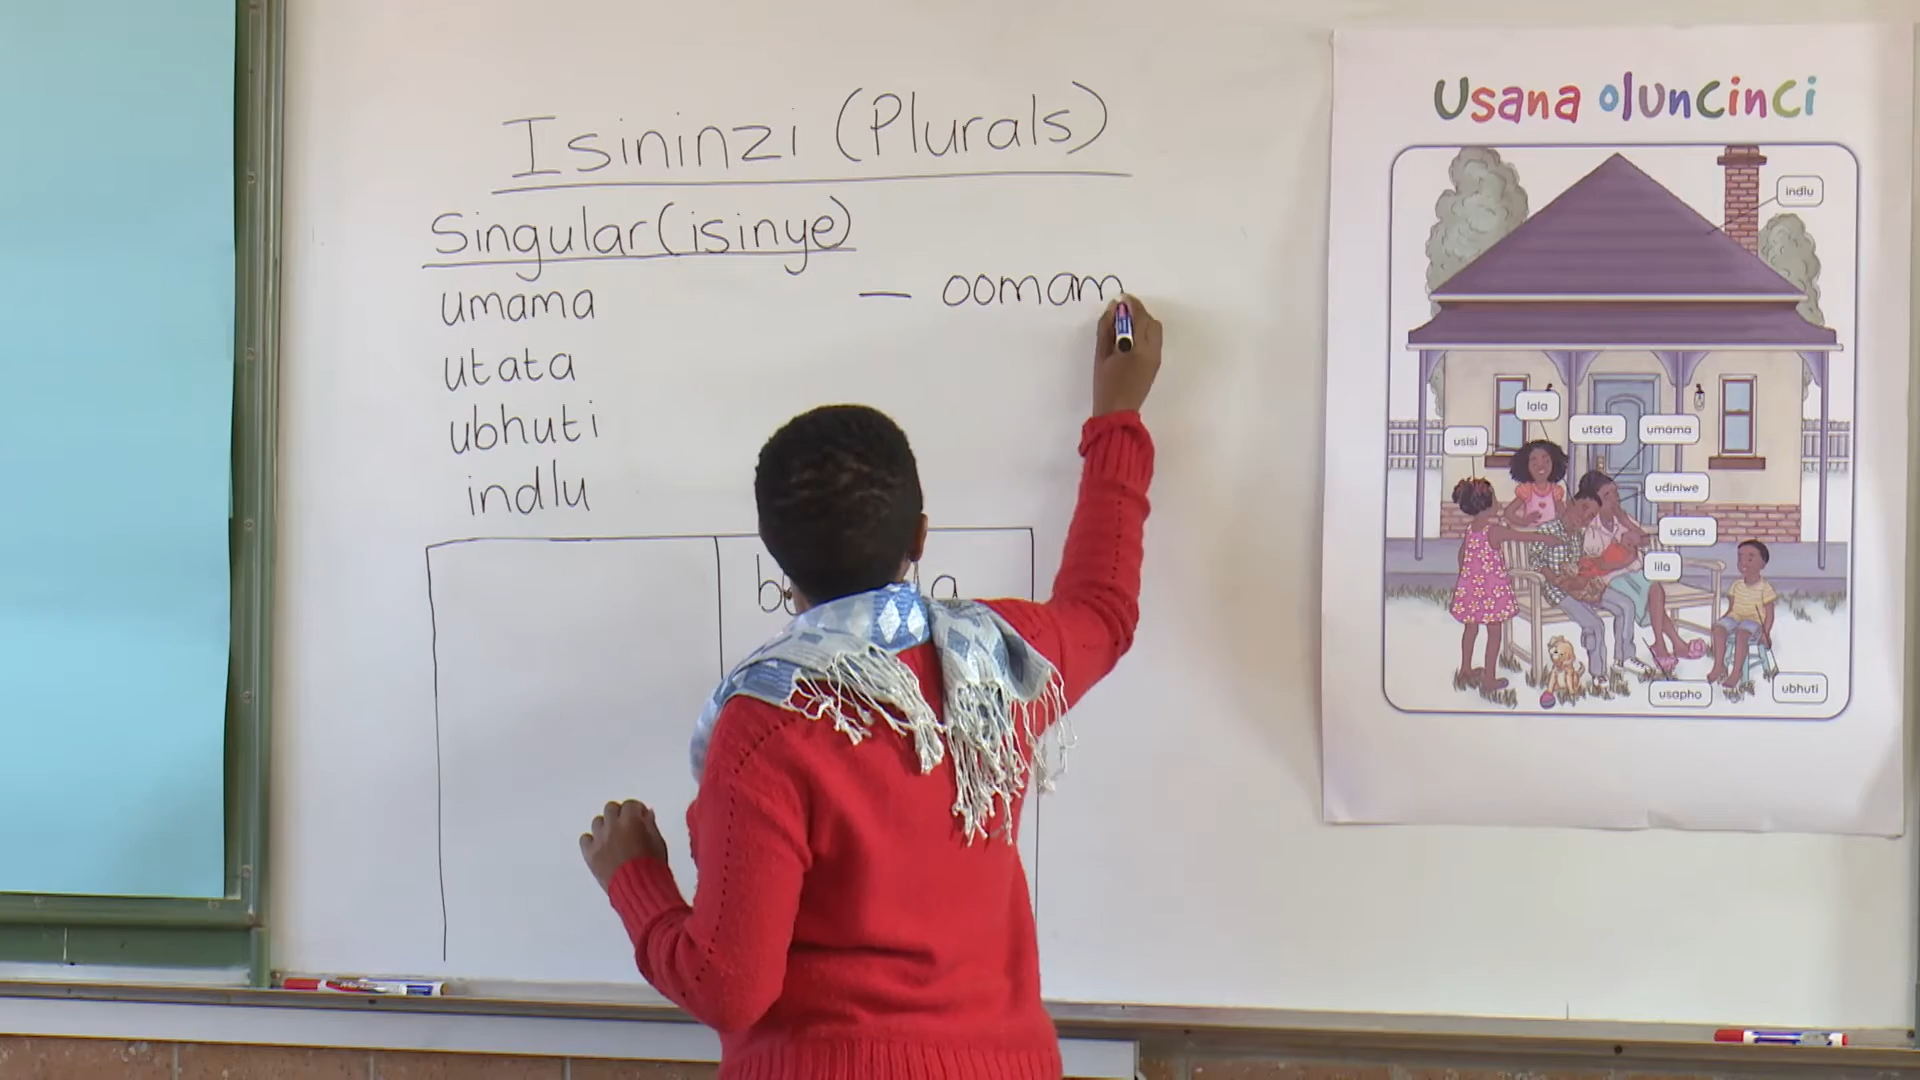 Isininzi (Plurals)
Singular (isinye)
umama — oomam
utata
ubhuti
indlu
Usana oluncinci
indlu
lala
utata
umama
usisi
udiniwe
usana
lila
usapho
ubhuti